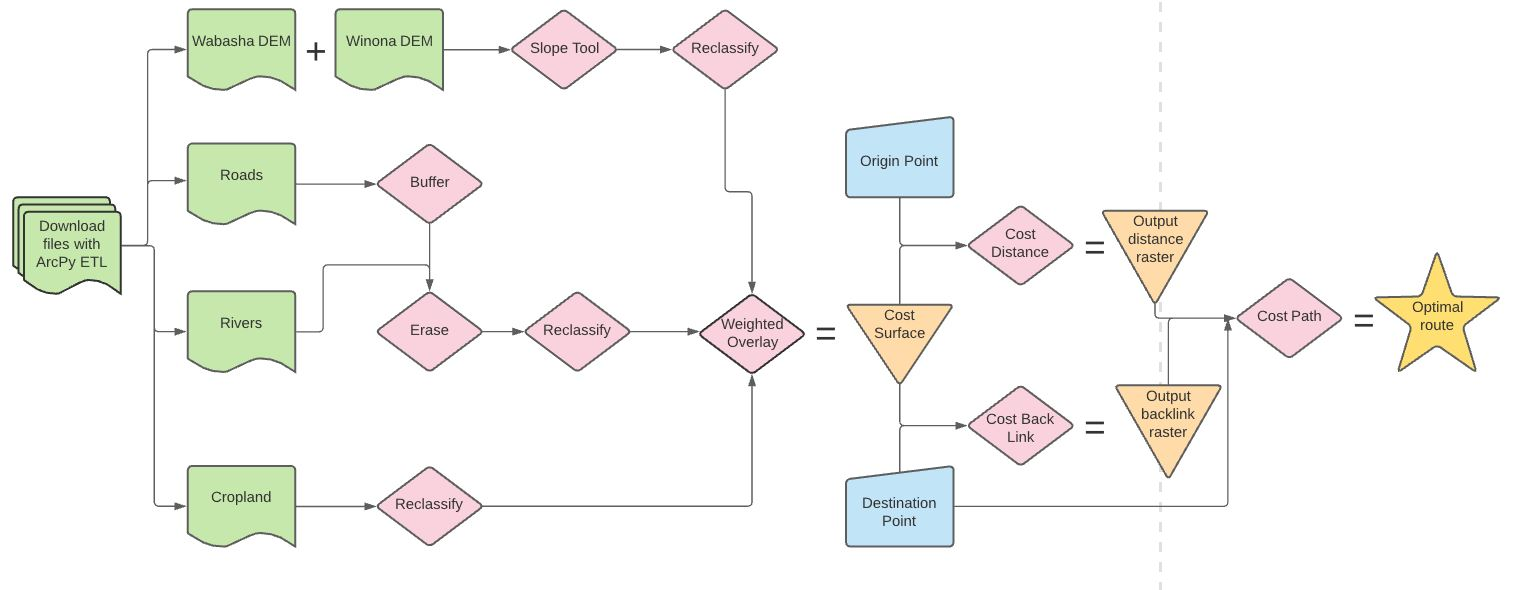 Wabasha DEM
+
Winona DEM
Slope Tool
Reclassify
Roads
Buffer
Download
files with
ArcPy ETL
Rivers
Erase
Reclassify
Weighted
Overlay
=
Cropland
Reclassify
Origin Point
Cost
Surface
Destination
Point
Cost
Distance
=
Output
distance
raster
Cost Back
Link
=
Output
backlink
raster
Cost Path
=
Optimal
route